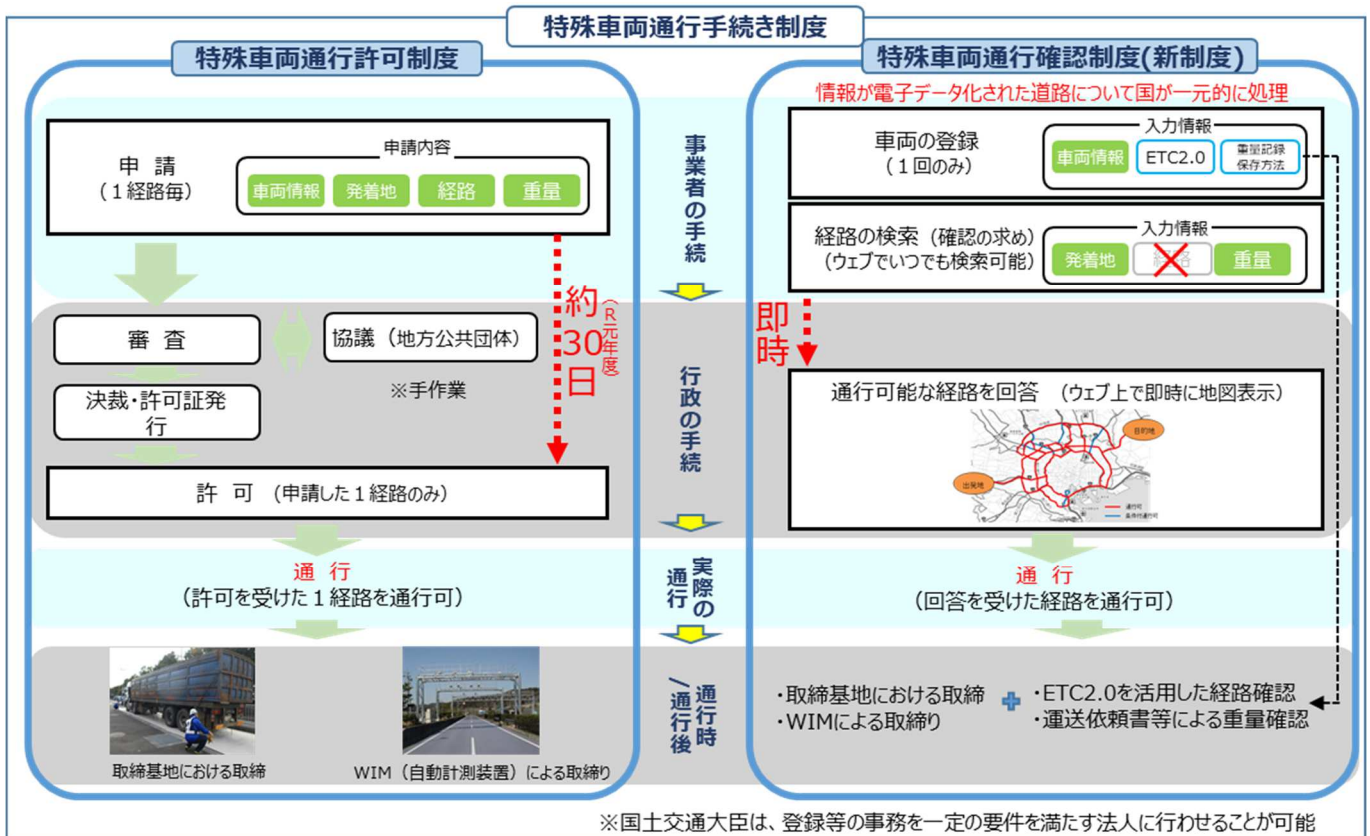 特殊車両通行手続き制度
特殊車両通行許可制度
申 請
(1経路毎)
申請内容
車両情報
発着地
経路
重量
約30日
(R元年度)
審 査
協議(地方公共団体)
※手作業
決裁・許可証発
行
許 可 (申請した1経路のみ)
通 行
(許可を受けた1経路を通行可)
取締基地における取締
WIM(自動計測装置)による取締り
事業者の手続
行政の手続
実際の
通行
通行時
/通行後
特殊車両通行確認制度(新制度)
情報が電子データ化された道路について国が一元的に処理
車両の登録
(1回のみ)
入力情報
車両情報
ETC2.0
重量記録
保存方法
経路の検索 (確認の求め)
(ウェブでいつでも検索可能)
入力情報
発着地
経路
重量
即時
通行可能な経路を回答 (ウェブ上で即時に地図表示)
目的地
出発地
通行可
条件付通行可
通 行
(回答を受けた経路を通行可)
・取締基地における取締
・WIMによる取締り
・ETC2.0を活用した経路確認
・運送依頼書等による重量確認
※国土交通大臣は、登録等の事務を一定の要件を満たす法人に行わせることが可能